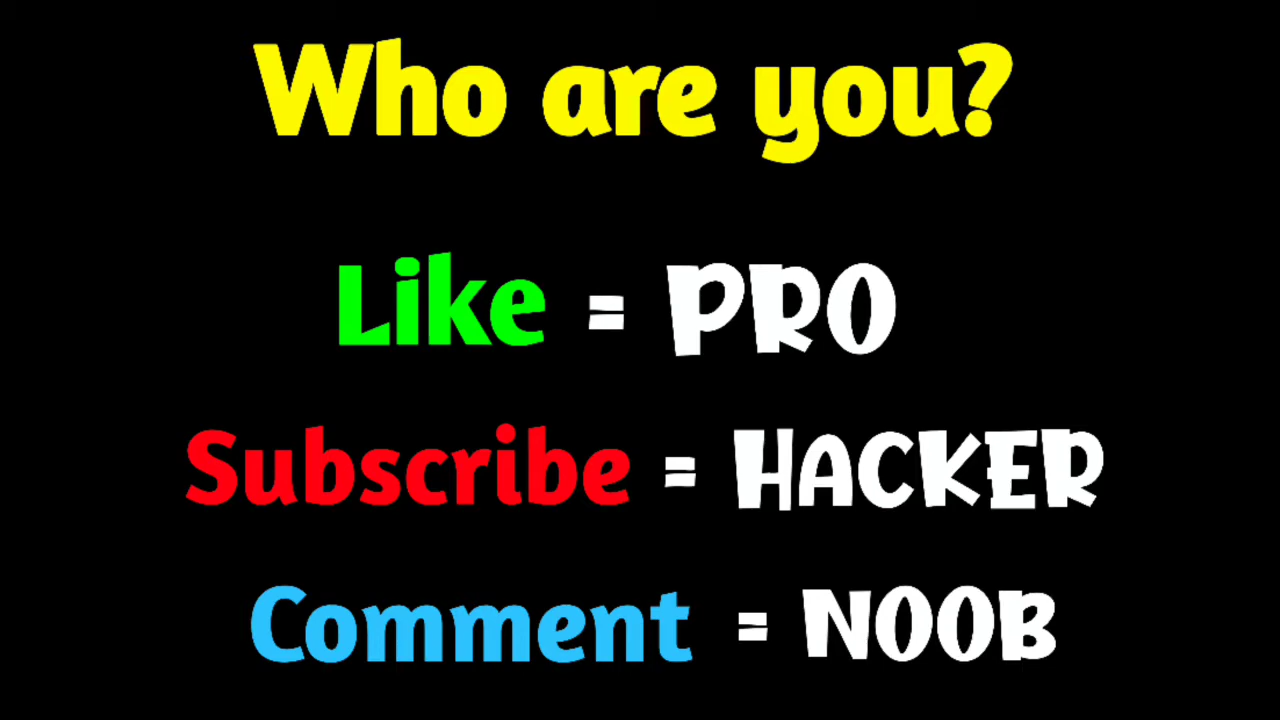 Who are you?
Like = PRO
Subscribe = HACKER
Comment = NOOB